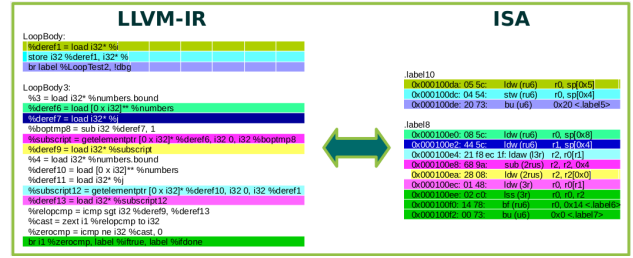 LLVM-IR
LoopBody:
%deref1 = load i32* %i
store i32 %deref1, i32* %
br label %LoopTest2, !dbg
LoopBody3:
%3 = load i32* %numbers.bound
%deref6 = load [0 x i32]** %numbers
%deref7 = load i32* %j
%boptmp8 = sub i32 %deref7, 1
%subscript = getelementptr [0 x i32]* %deref6, i32 0, i32 %boptmp8
%deref9 = load i32* %subscript
%4 = load i32* %numbers.bound
%deref10 = load [0 x i32]** %numbers
%deref11 = load i32* %j
%subscript12 = getelementptr [0 x i32]* %deref10, i32 0, i32 %deref1
%deref13 = load i32* %subscript12
%relopcmp = icmp sgt i32 %deref9, %deref13
%cast = zext i1 %relopcmp to i32
%zerocmp = icmp ne i32 %cast, 0
br i1 %zerocmp, label %iftrue, label %ifdone
ISA
.label10
0x000100da: 05 5c: ldw (ru6) r0, sp[0x5]
0x000100dc: 04 54: stw (ru6) r0, sp[0x4]
0x000100de: 20 73: bu (u6) 0x20 <.label5>
.label8
0x000100e0: 08 5c: ldw (ru6) r0, sp[0x8]
0x000100e2: 44 5c: ldw (ru6) r1, sp[0x4]
0x000100e4: 21 f8 ec 1f: ldaw (l3r) r2, r0[r1]
0x000100e8: 68 9a: sub (2rus) r2, r2, 0x4
0x000100ea: 28 08: ldw (2rus) r2, r2[0x0]
0x000100ec: 01 48: ldw (3r) r0, r0[r1]
0x000100ee: 02 c0: lss (3r) r0, r0, r2
0x000100f0: 14 78: bf (ru6) r0, 0x14 <.label6>
0x000100f2: 00 73: bu (u6) 0x0 <.label7>